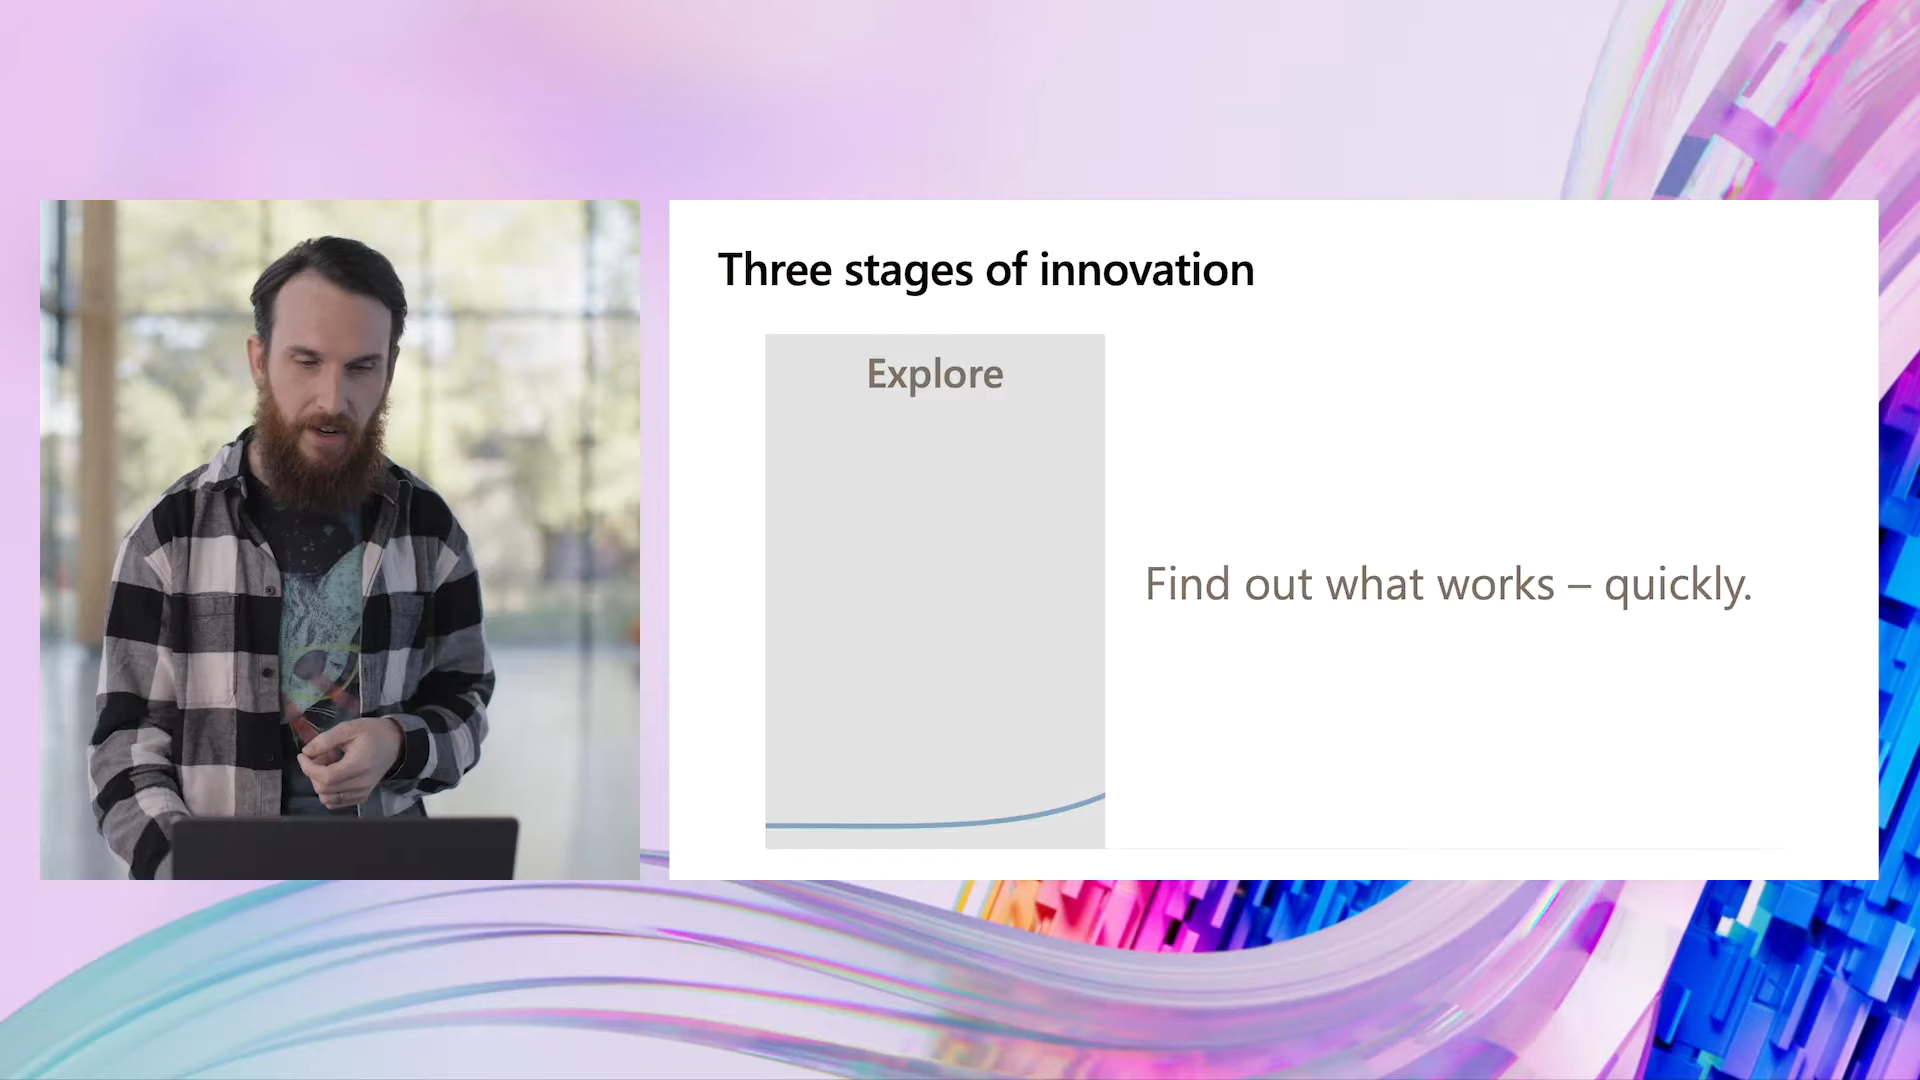 Three stages of innovation
Explore
Find out what works – quickly.